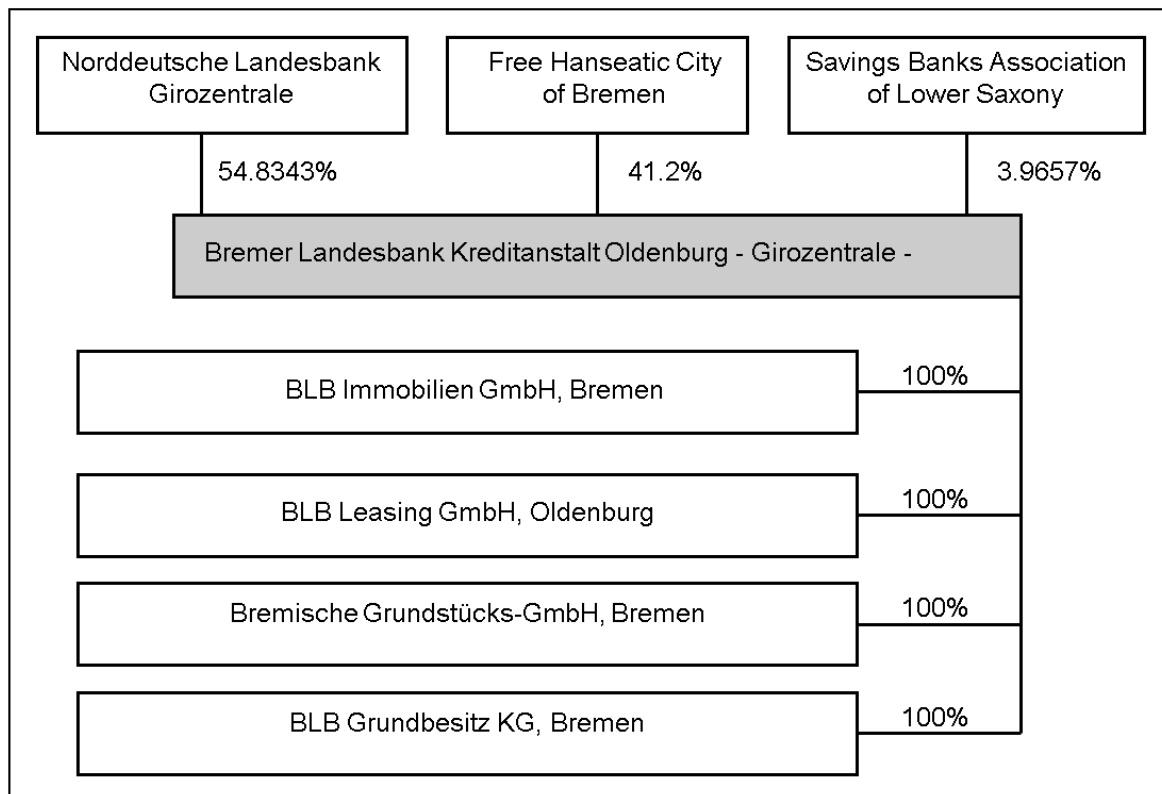 Norddeutsche Landesbank
Girozentrale
Free Hanseatic City
of Bremen
Savings Banks Association
of Lower Saxony
54.8343%
41.2%
3.9657%
Bremer Landesbank Kreditanstalt Oldenburg - Girozentrale -
BLB Immobilien GmbH, Bremen
100%
BLB Leasing GmbH, Oldenburg
100%
Bremische Grundstücks-GmbH, Bremen
100%
BLB Grundbesitz KG, Bremen
100%